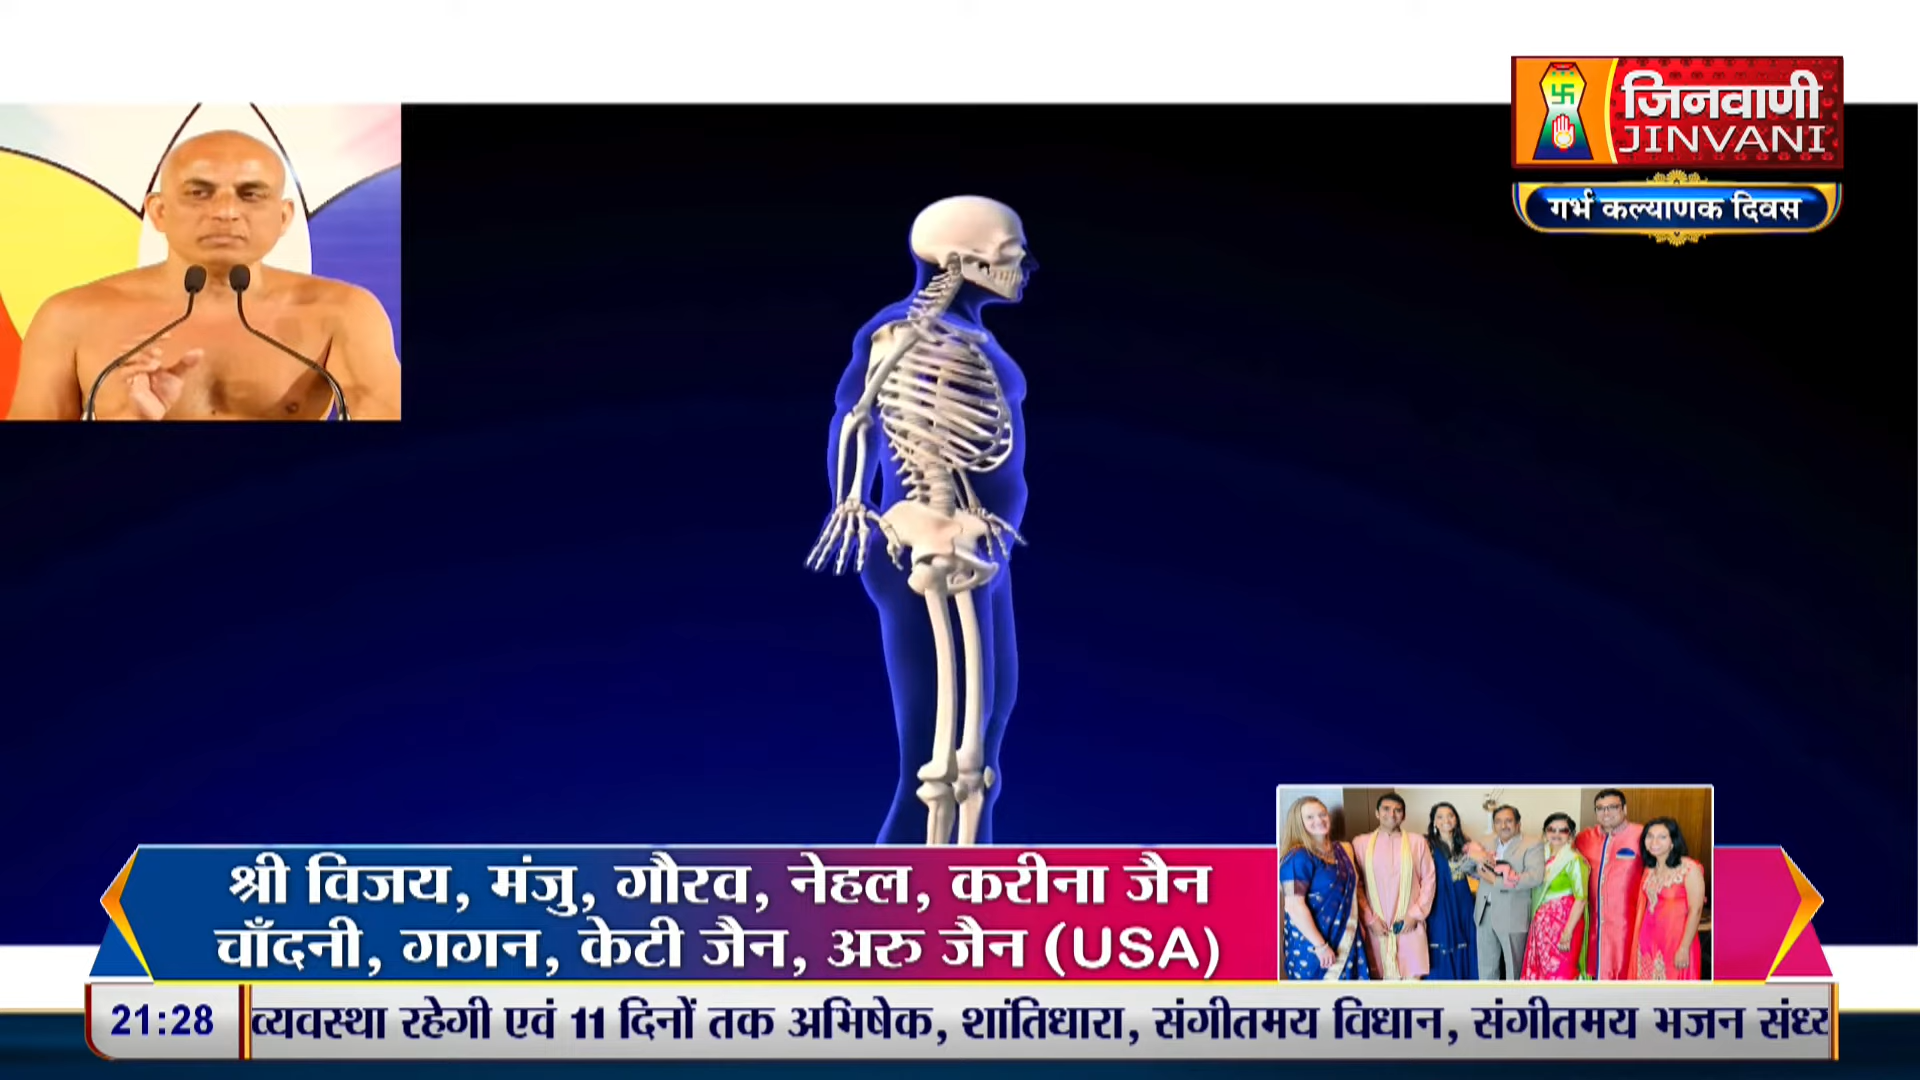 जिनवाणी
JINVANI
गर्भ कल्याणक दिवस
श्री विजय, मंजु, गौरव, नेहल, करीना जैन
चाँदनी, गगन, केटी जैन, अरु जैन (USA)
21:28
व्यवस्था रहेगी एवं 11 दिनों तक अभिषेक, शांतिधारा, संगीतमय विधान, संगीतमय भजन संध्य